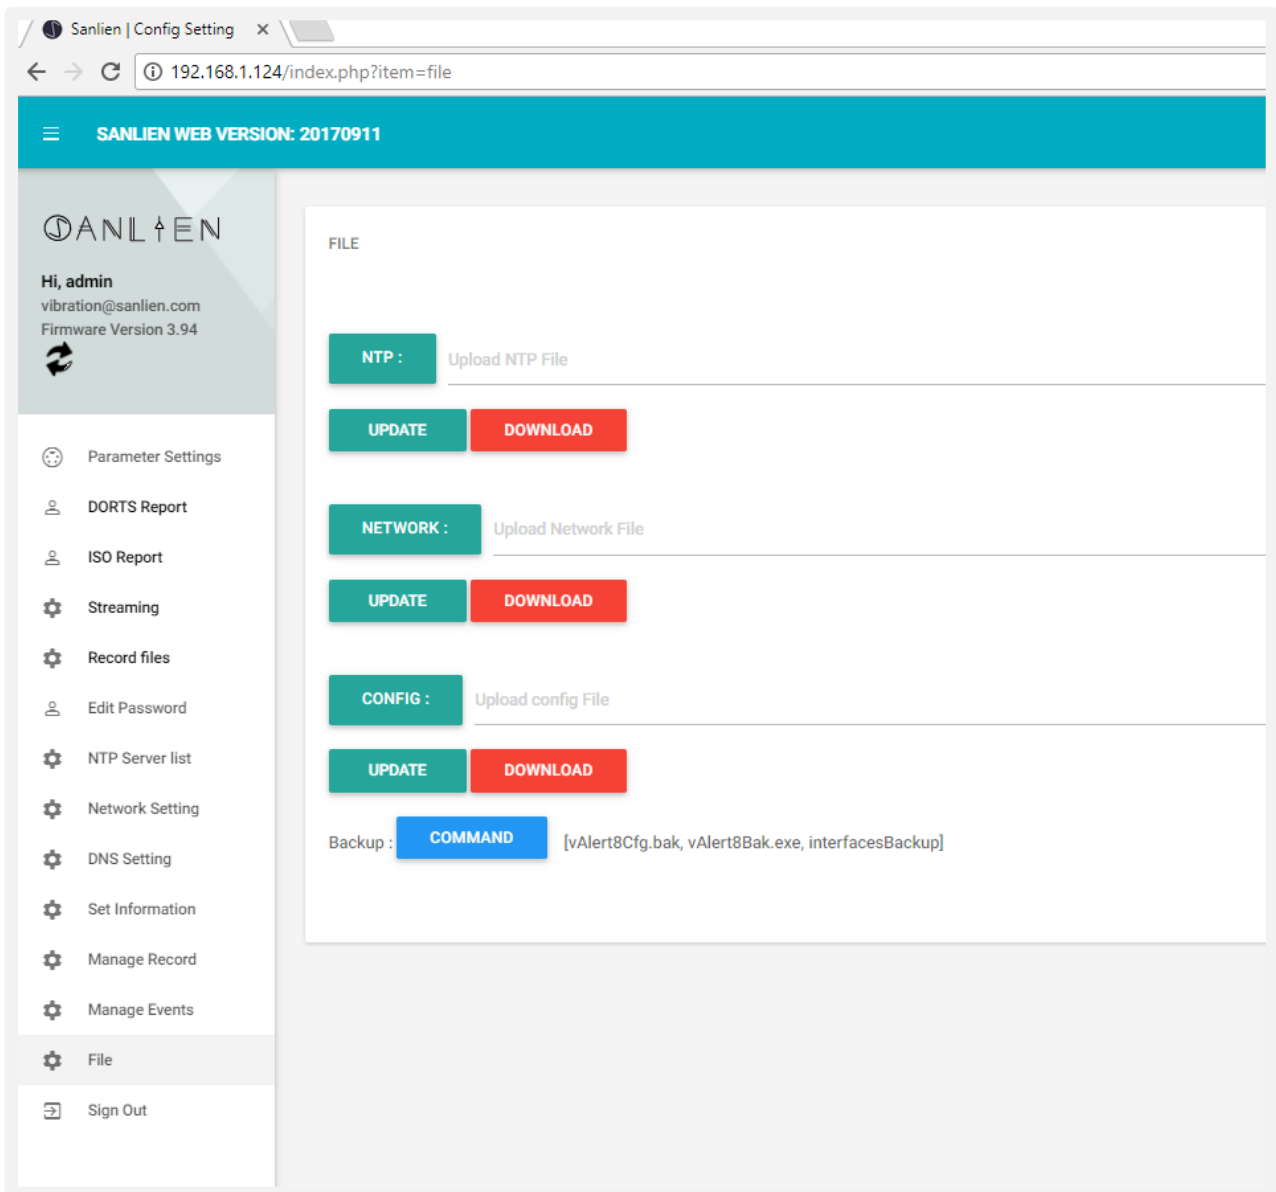 Sanlien | Config Setting
192.168.1.124/index.php?item=file
SANLIEN WEB VERSION: 20170911
SANLIEN
Hi, admin
vibration@sanlien.com
Firmware Version 3.94
Parameter Settings
DORTS Report
ISO Report
Streaming
Record files
Edit Password
NTP Server list
Network Setting
DNS Setting
Set Information
Manage Record
Manage Events
File
Sign Out
FILE
NTP : Upload NTP File
UPDATE DOWNLOAD
NETWORK : Upload Network File
UPDATE DOWNLOAD
CONFIG : Upload config File
UPDATE DOWNLOAD
Backup : COMMAND [vAlert8Cfg.bak, vAlert8Bak.exe, interfacesBackup]